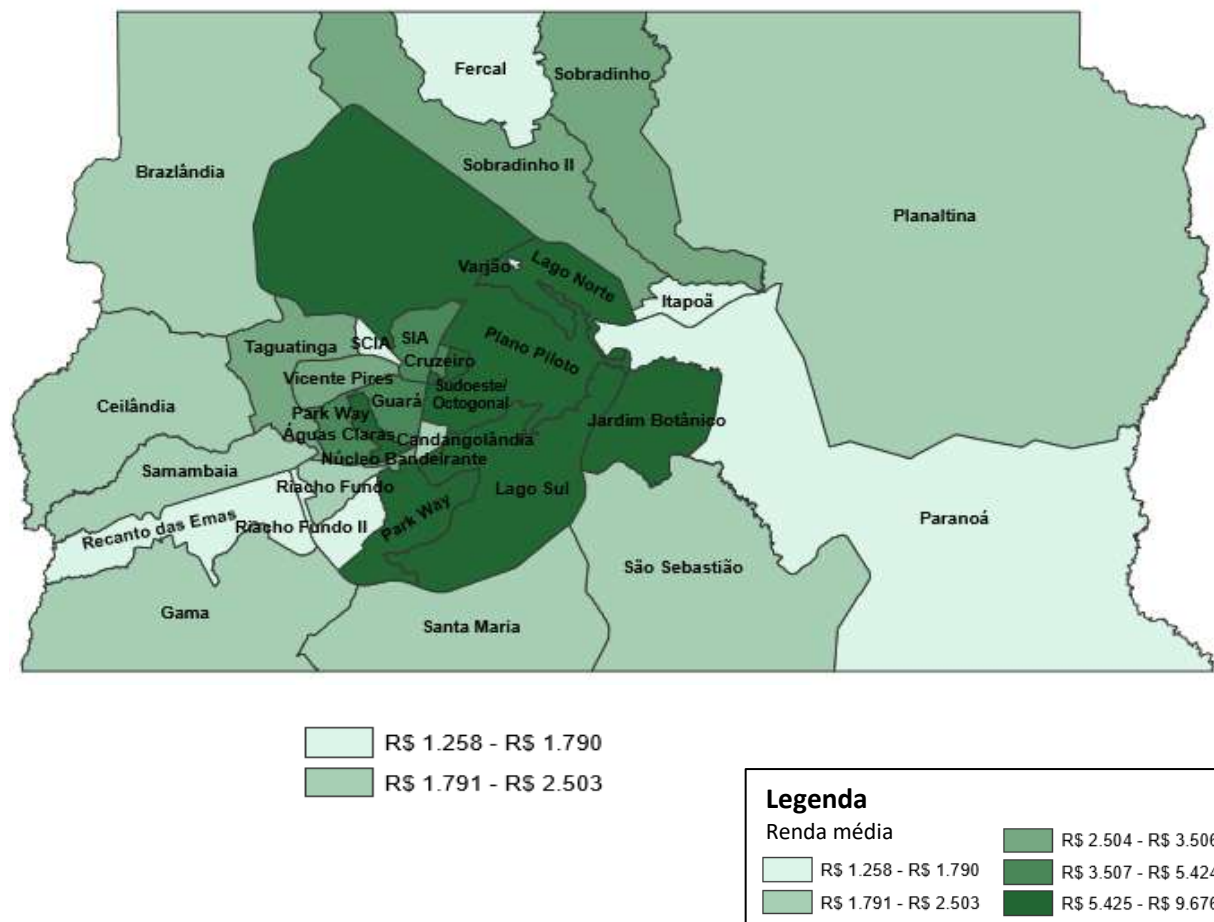 Fercal
Sobradinho
Sobradinho II
Brazlândia
Planaltina
Varjão
Lago Norte
Itapoã
Taguatinga
SCIA
SIA
Cruzeiro
Plano Piloto
Vicente Pires
Sudoeste/
Octogonal
Ceilândia
Park Way
Guará
Jardim Botânico
Águas Claras
Candangolândia
Núcleo Bandeirante
Samambaia
Riacho Fundo
Lago Sul
Recanto das Emas
Riacho Fundo II
Park Way
Paranoá
São Sebastião
Gama
Santa Maria
R$ 1.258 - R$ 1.790
R$ 1.791 - R$ 2.503
Legenda
Renda média
R$ 1.258 - R$ 1.790
R$ 1.791 - R$ 2.503
R$ 2.504 - R$ 3.506
R$ 3.507 - R$ 5.424
R$ 5.425 - R$ 9.676